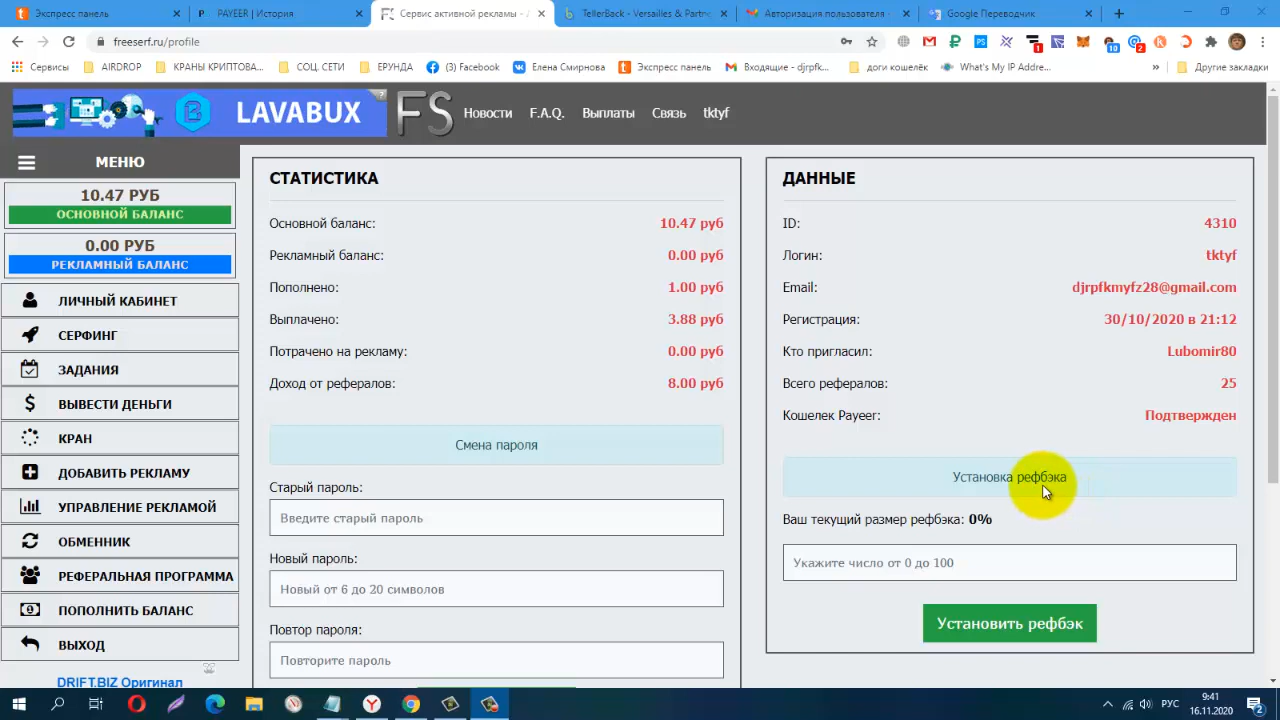 Экспресс панель
PAYEER | История
Сервис активной рекламы -
TellerBack - Versailles & Partne
Авторизация пользователя -
Google Переводчик
freeserf.ru/profile
Сервисы
AIRDROP
КРАНЫ КРИПТОВА...
СОЦ. СЕТИ
ЕРУНДА
(3) Facebook
Елена Смирнова
Экспресс панель
Входящие - djrpfk...
доги кошелёк
What's My IP Addre...
Другие закладки
LAVABUX
FS
Новости
F.A.Q.
Выплаты
Связь
tktyf
МЕНЮ
10.47 РУБ
ОСНОВНОЙ БАЛАНС
0.00 РУБ
РЕКЛАМНЫЙ БАЛАНС
ЛИЧНЫЙ КАБИНЕТ
СЕРФИНГ
ЗАДАНИЯ
ВЫВЕСТИ ДЕНЬГИ
КРАН
ДОБАВИТЬ РЕКЛАМУ
УПРАВЛЕНИЕ РЕКЛАМОЙ
ОБМЕННИК
РЕФЕРАЛЬНАЯ ПРОГРАММА
ПОПОЛНИТЬ БАЛАНС
ВЫХОД
DRIFT.BIZ Оригинал
СТАТИСТИКА
Основной баланс: 10.47 руб
Рекламный баланс: 0.00 руб
Пополнено: 1.00 руб
Выплачено: 3.88 руб
Потрачено на рекламу: 0.00 руб
Доход от рефералов: 8.00 руб
Смена пароля
Старый пароль:
Введите старый пароль
Новый пароль:
Новый от 6 до 20 символов
Повтор пароля:
Повторите пароль
ДАННЫЕ
ID: 4310
Логин: tktyf
Email: djrpfkmyfz28@gmail.com
Регистрация: 30/10/2020 в 21:12
Кто пригласил: Lubomir80
Всего рефералов: 25
Кошелек Payeer: Подтвержден
Установка рефбэка
Ваш текущий размер рефбэка: 0%
Укажите число от 0 до 100
Установить рефбэк
РУС
9:41
16.11.2020